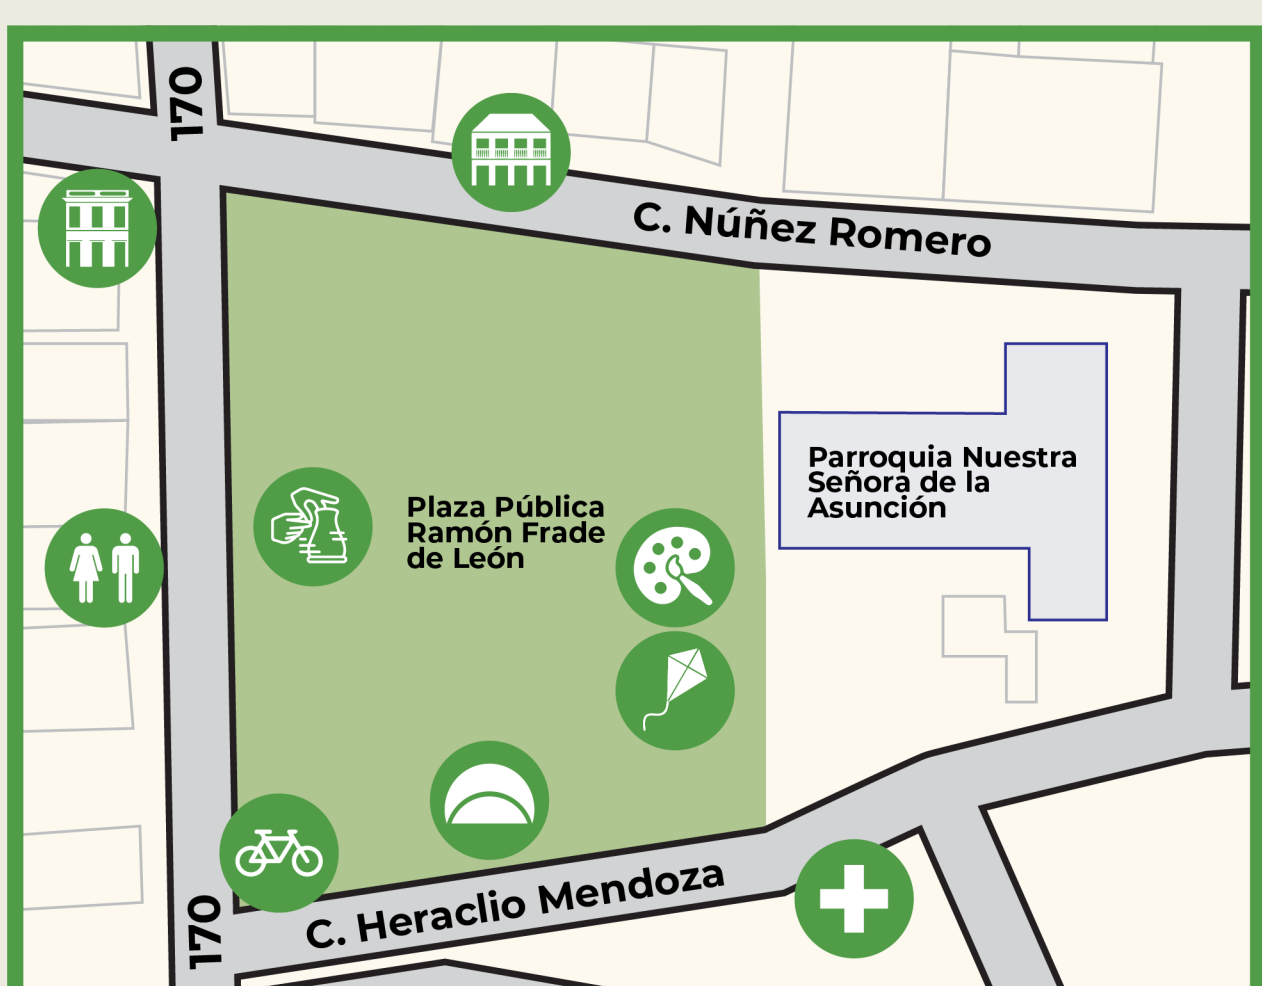 170
C. Núñez Romero
Parroquia Nuestra
Señora de la
Asunción
Plaza Pública
Ramón Frade
de León
C. Heraclio Mendoza
170